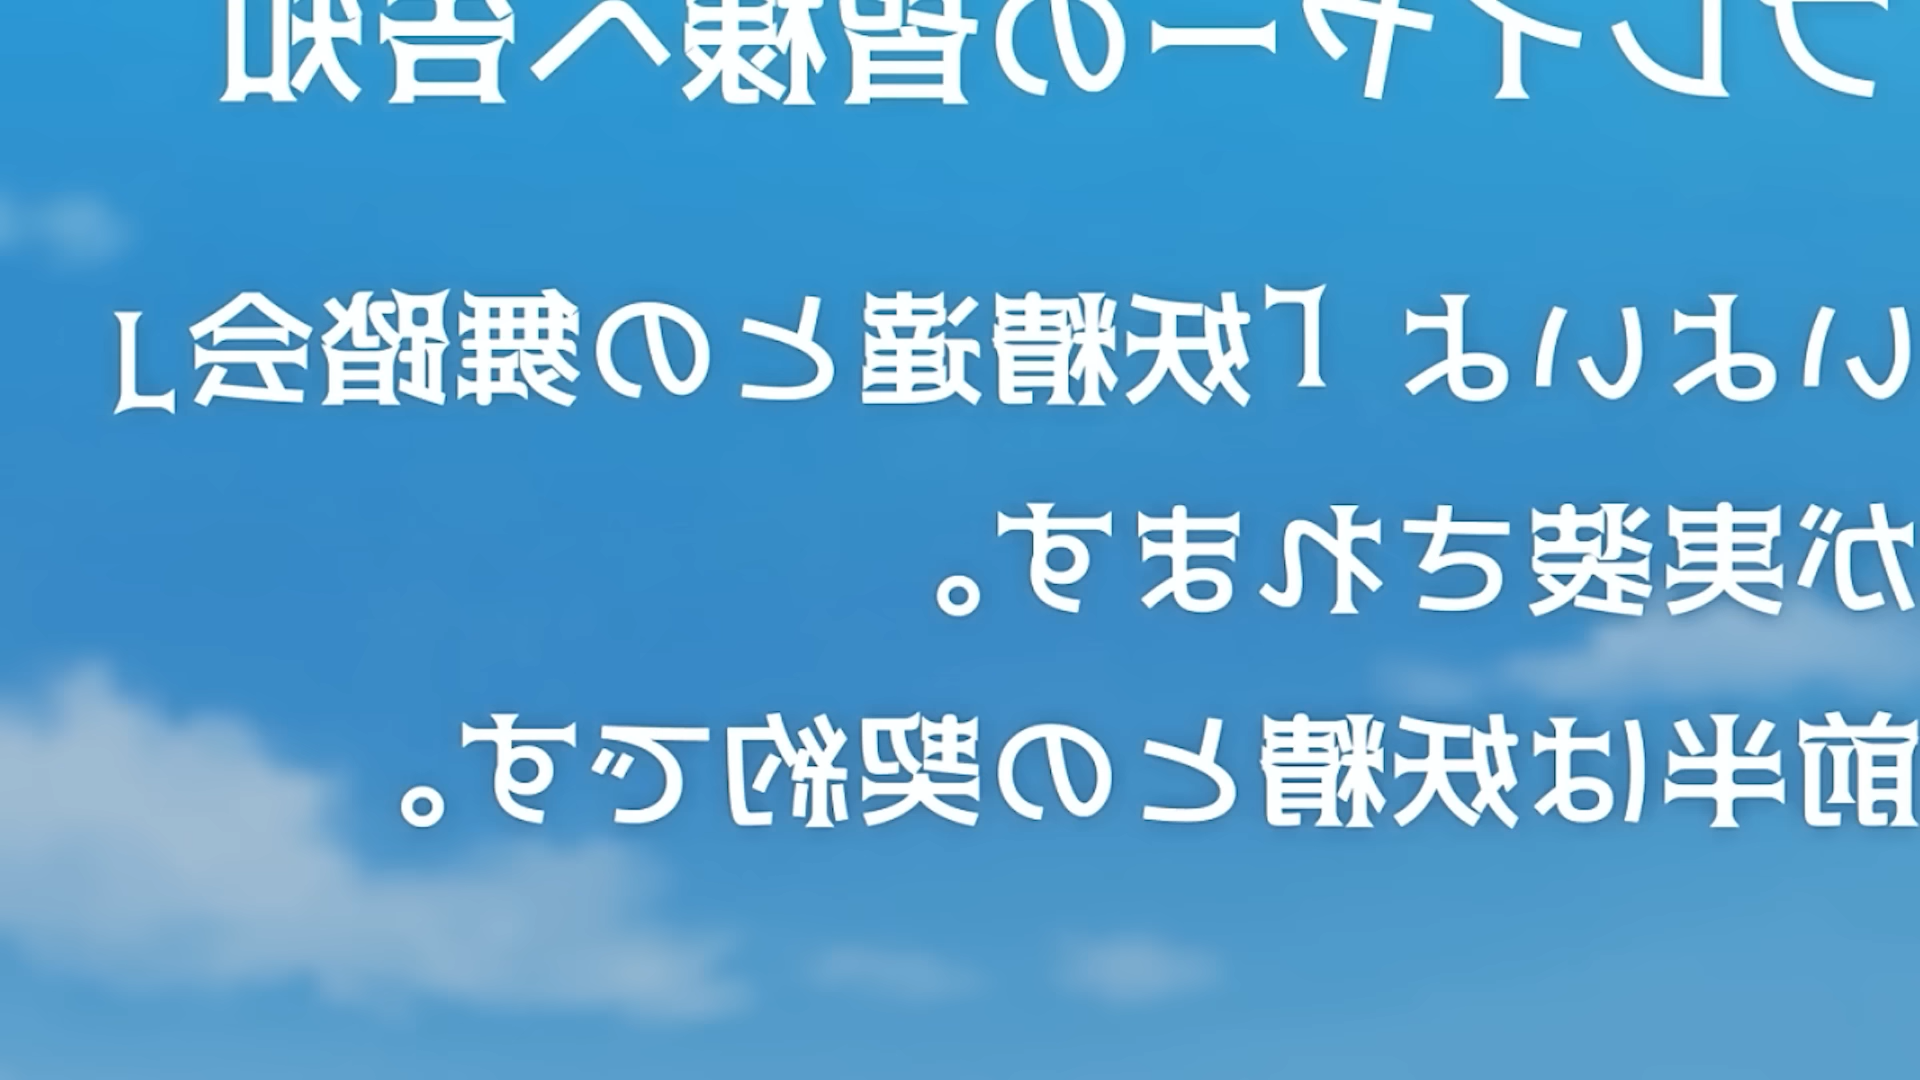 プレイヤーの皆様へ告知
いよいよ「妖精達との舞踏会」
が実装されます。
前半は妖精との契約です。